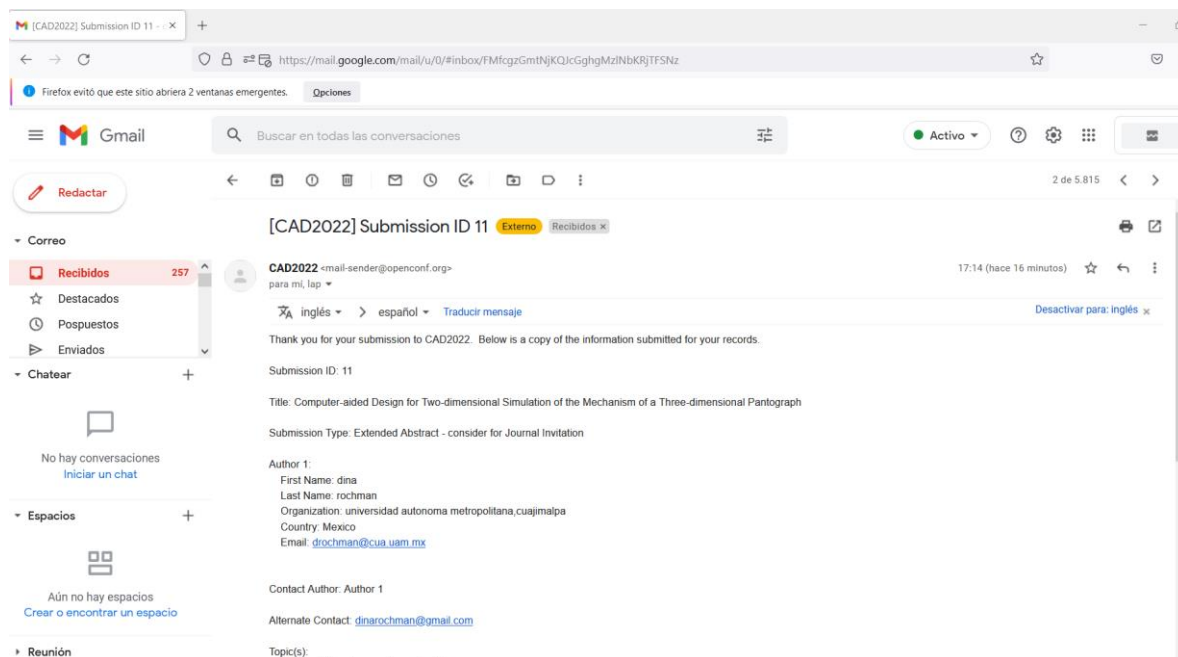 [CAD2022] Submission ID 11 -
https://mail.google.com/mail/u/0/#inbox/FMfcgzGmtNjKQJcGghgMzlNbKRjTFSNz
Firefox evitó que este sitio abriera 2 ventanas emergentes. Opciones
Gmail
Buscar en todas las conversaciones
Activo
Redactar
2 de 5.815
[CAD2022] Submission ID 11 Externo Recibidos ×
Correo
Recibidos 257
Destacados
Pospuestos
Enviados
Chatear
No hay conversaciones
Iniciar un chat
Espacios
Aún no hay espacios
Crear o encontrar un espacio
Reunión
CAD2022 <mail-sender@openconf.org>
17:14 (hace 16 minutos)
para mí, lap
inglés > español Traducir mensaje
Desactivar para: inglés ×
Thank you for your submission to CAD2022. Below is a copy of the information submitted for your records.
Submission ID: 11
Title: Computer-aided Design for Two-dimensional Simulation of the Mechanism of a Three-dimensional Pantograph
Submission Type: Extended Abstract - consider for Journal Invitation
Author 1:
First Name: dina
Last Name: rochman
Organization: universidad autonoma metropolitana,cuajimalpa
Country: Mexico
Email: drochman@cua.uam.mx
Contact Author: Author 1
Alternate Contact: dinarochman@gmail.com
Topic(s):